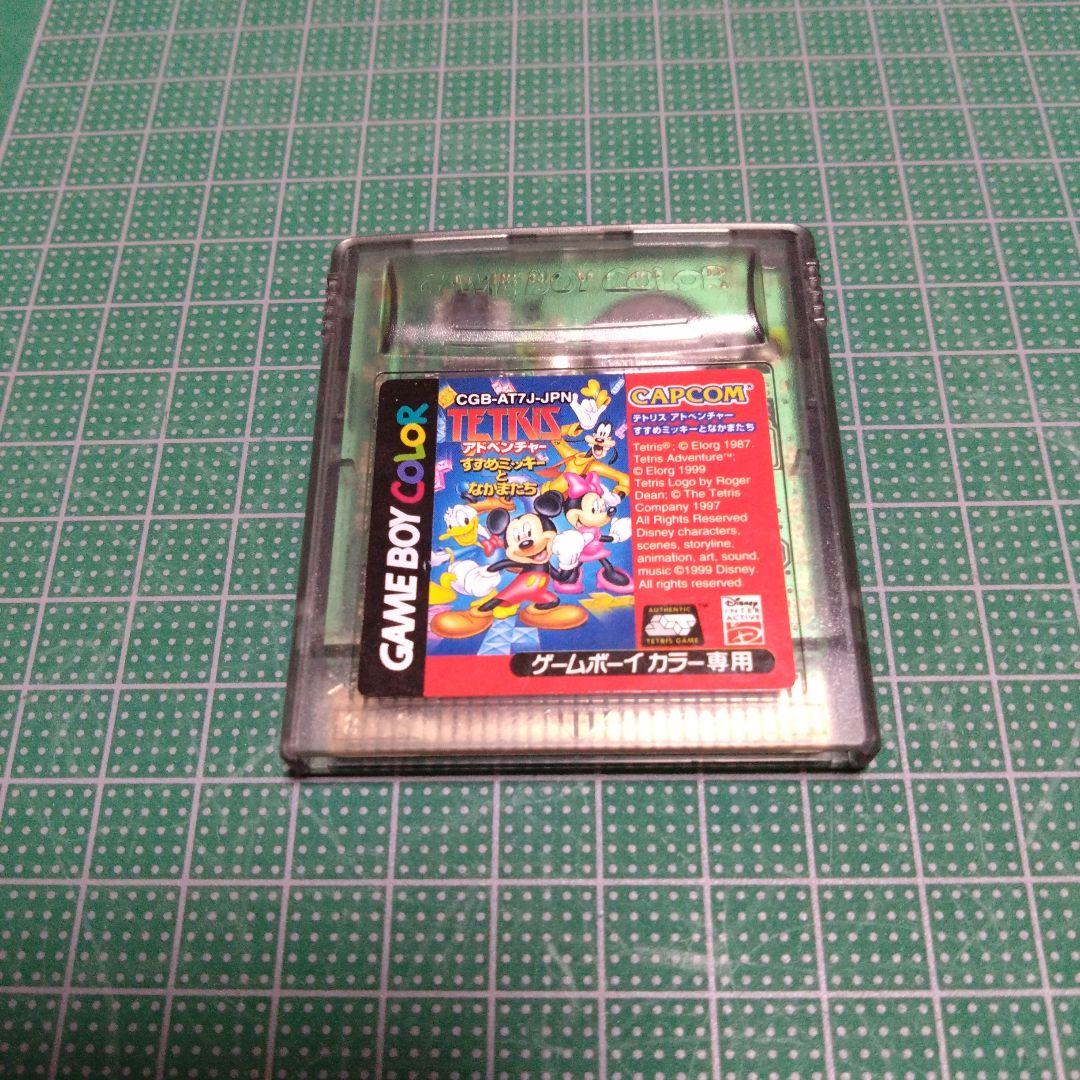 GAME BOY COLOR
GAME BOY COLOR
CGB-AT7J-JPN
TETRIS™
アドベンチャー
すすめミッキー
と
なかまたち
CAPCOM®
テトリス アドベンチャー
すすめミッキーとなかまたち
Tetris®: © Elorg 1987.
Tetris Adventure™:
© Elorg 1999
Tetris Logo by Roger
Dean; © The Tetris
Company 1997
All Rights Reserved
Disney characters,
scenes, storyline,
animation, art, sound,
music ©1999 Disney.
All rights reserved.
AUTHENTIC ™
TETRIS GAME
Disney
INTER
ACTIVE
D
ゲームボーイ カラー専用